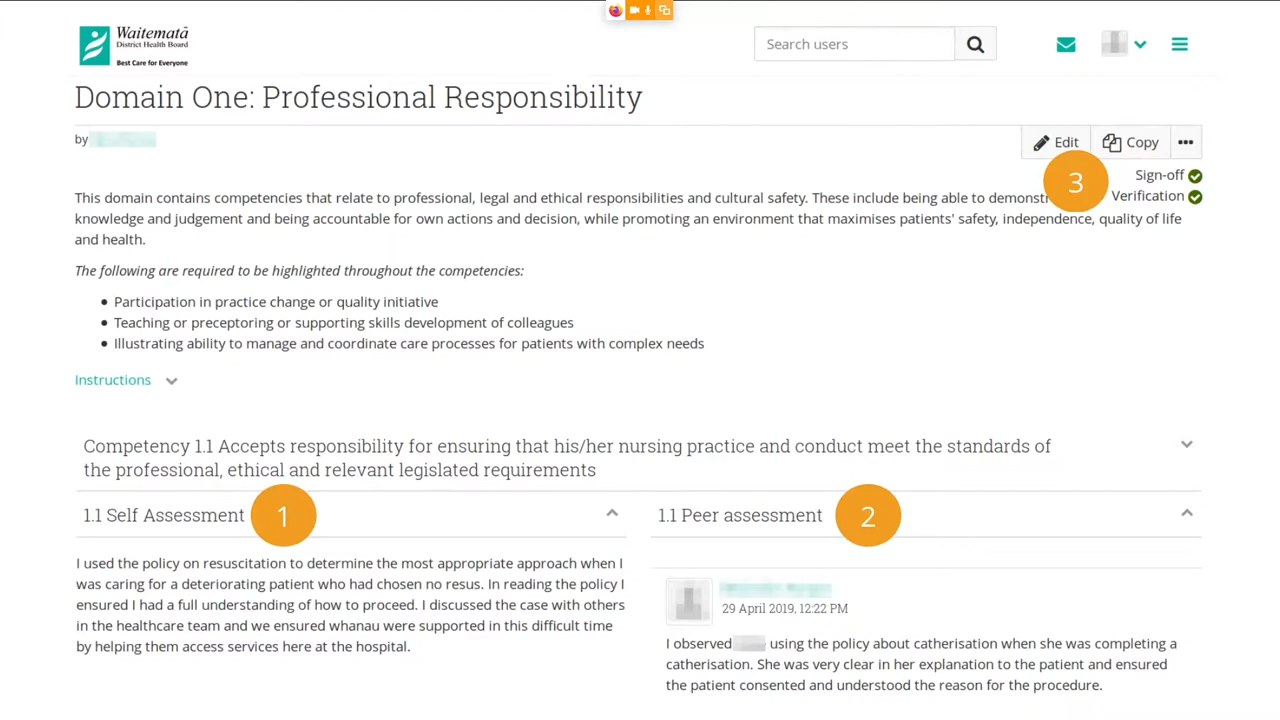 Waitematā
District Health Board
Best Care for Everyone
Search users
Domain One: Professional Responsibility
by
Edit
Copy
3
Sign-off
Verification
This domain contains competencies that relate to professional, legal and ethical responsibilities and cultural safety. These include being able to
knowledge and judgement and being accountable for own actions and decision, while promoting an environment that maximises patients' safety, independence, quality of life
and health.
The following are required to be highlighted throughout the competencies:
Participation in practice change or quality initiative
Teaching or preceptoring or supporting skills development of colleagues
Illustrating ability to manage and coordinate care processes for patients with complex needs
Instructions
Competency 1.1 Accepts responsibility for ensuring that his/her nursing practice and conduct meet the standards of
the professional, ethical and relevant legislated requirements
1.1 Self Assessment
1
I used the policy on resuscitation to determine the most appropriate approach when I
was caring for a deteriorating patient who had chosen no resus. In reading the policy I
ensured I had a full understanding of how to proceed. I discussed the case with others
in the healthcare team and we ensured whanau were supported in this difficult time
by helping them access services here at the hospital.
1.1 Peer assessment
2
29 April 2019, 12:22 PM
I observed using the policy about catherisation when she was completing a
catherisation. She was very clear in her explanation to the patient and ensured
the patient consented and understood the reason for the procedure.